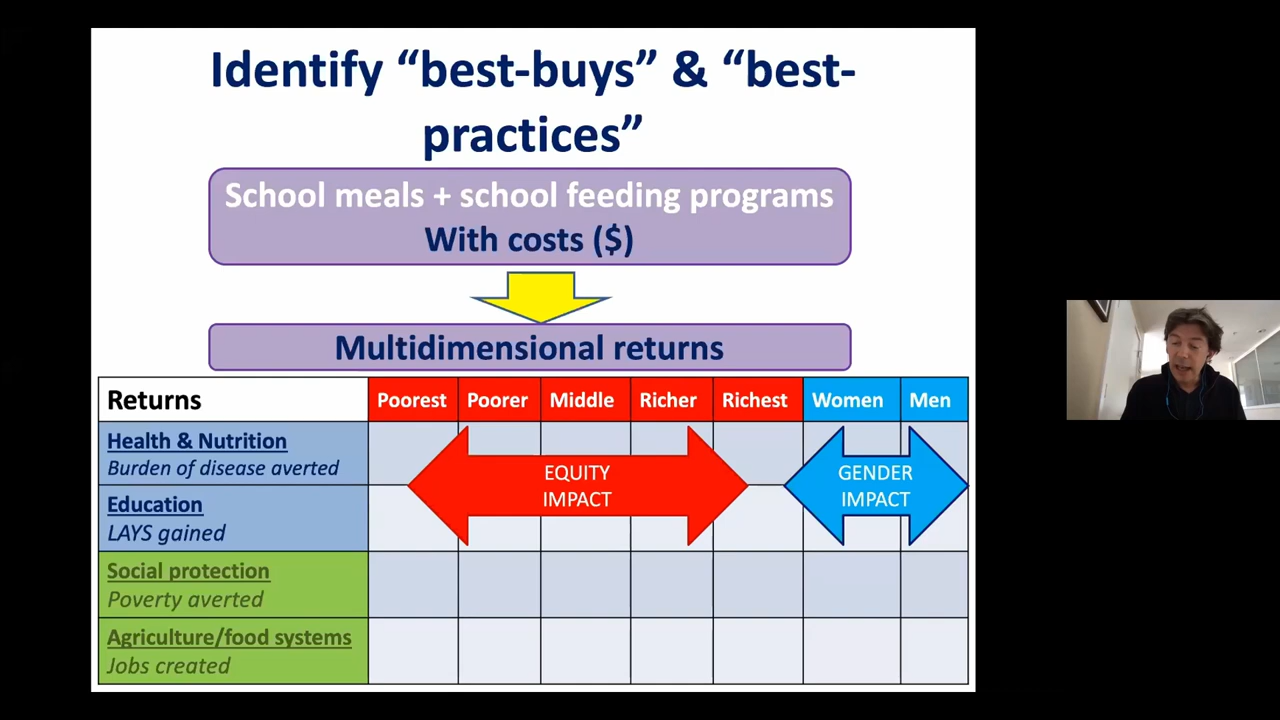 Identify “best-buys” & “best-
practices”
School meals + school feeding programs
With costs ($)
Multidimensional returns
Returns
Poorest
Poorer
Middle
Richer
Richest
Women
Men
Health & Nutrition
Burden of disease averted
EQUITY
IMPACT
GENDER
IMPACT
Education
LAYS gained
Social protection
Poverty averted
Agriculture/food systems
Jobs created